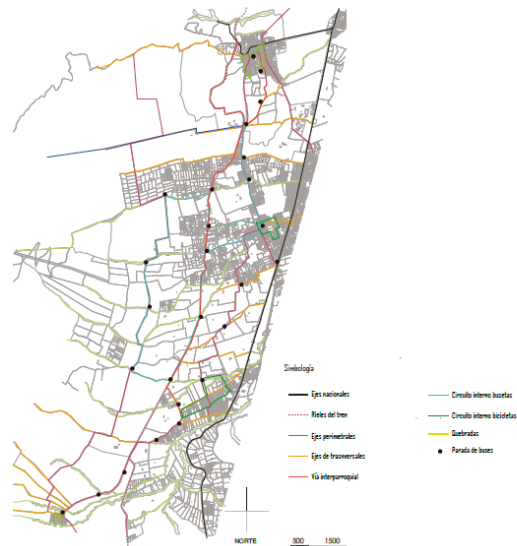 Simbología
Ejes nacionales
Rieles del tren
Ejes perimetrales
Ejes de trasnversales
Vía interparroquial
Circuito interno busetas
Circuito interno bicicletas
Quebradas
Parada de buses
NORTE
500 1500